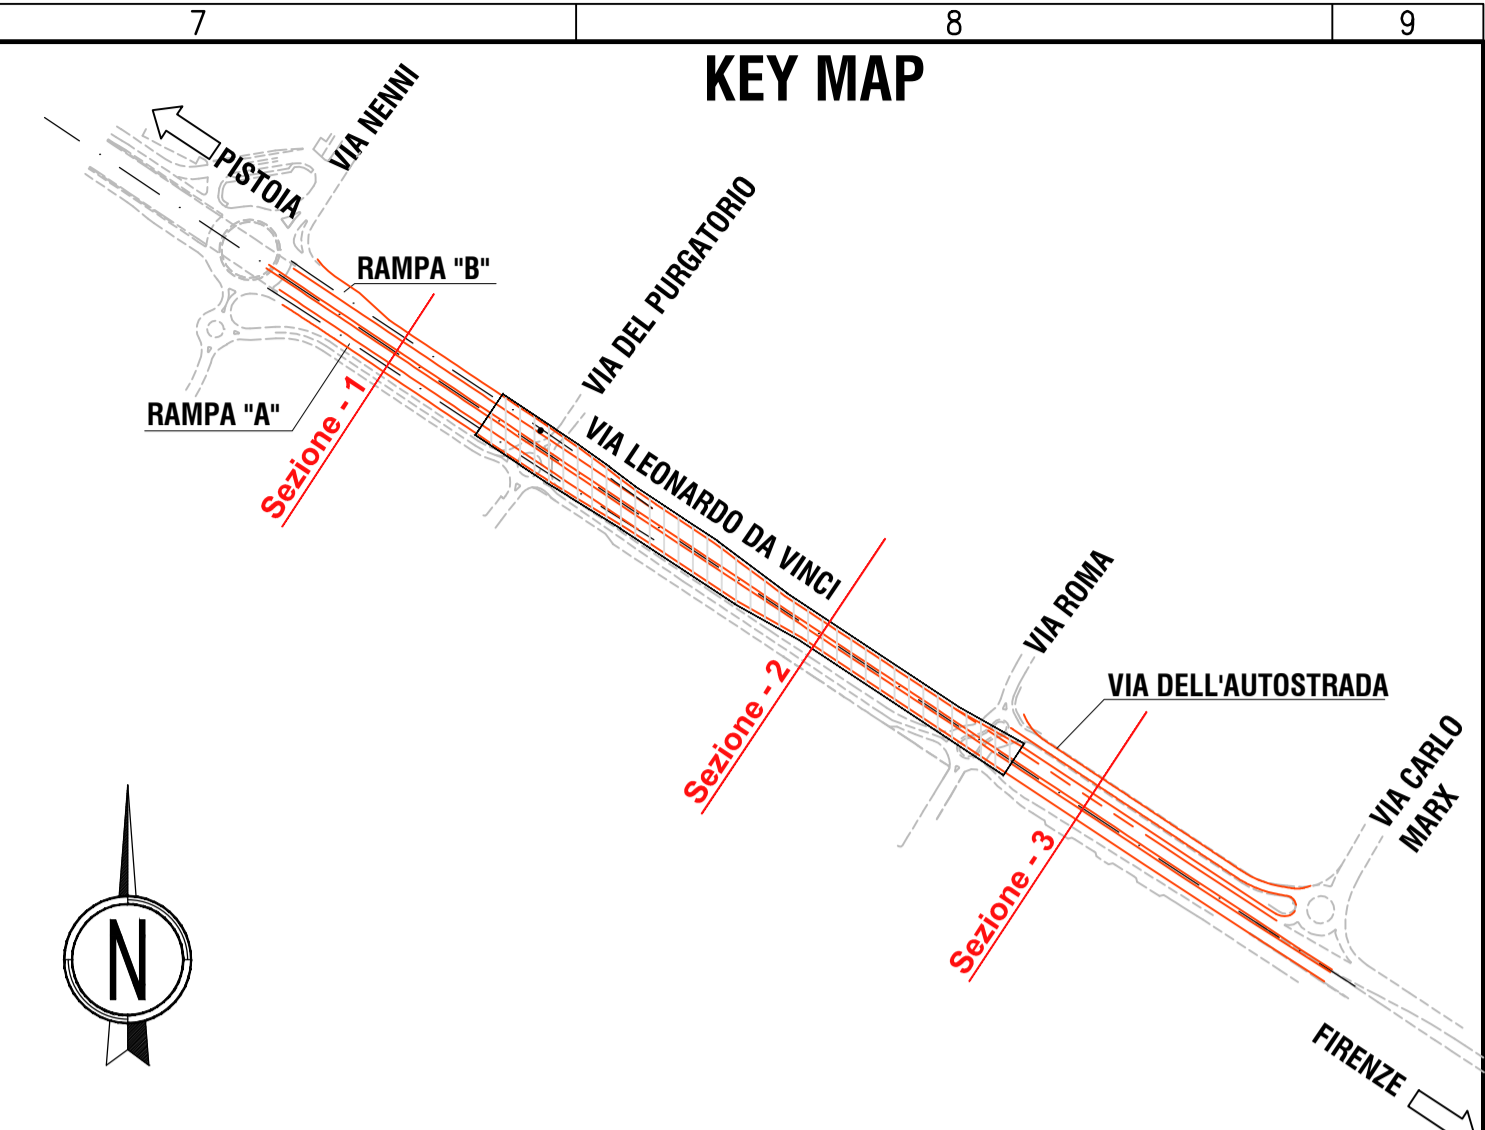 7
8
9
KEY MAP
PISTOIA
VIA NENNI
RAMPA "B"
VIA DEL PURGATORIO
RAMPA "A"
Sezione - 1
VIA LEONARDO DA VINCI
Sezione - 2
VIA ROMA
VIA DELL'AUTOSTRADA
VIA CARLO
MARX
Sezione - 3
N
FIRENZE